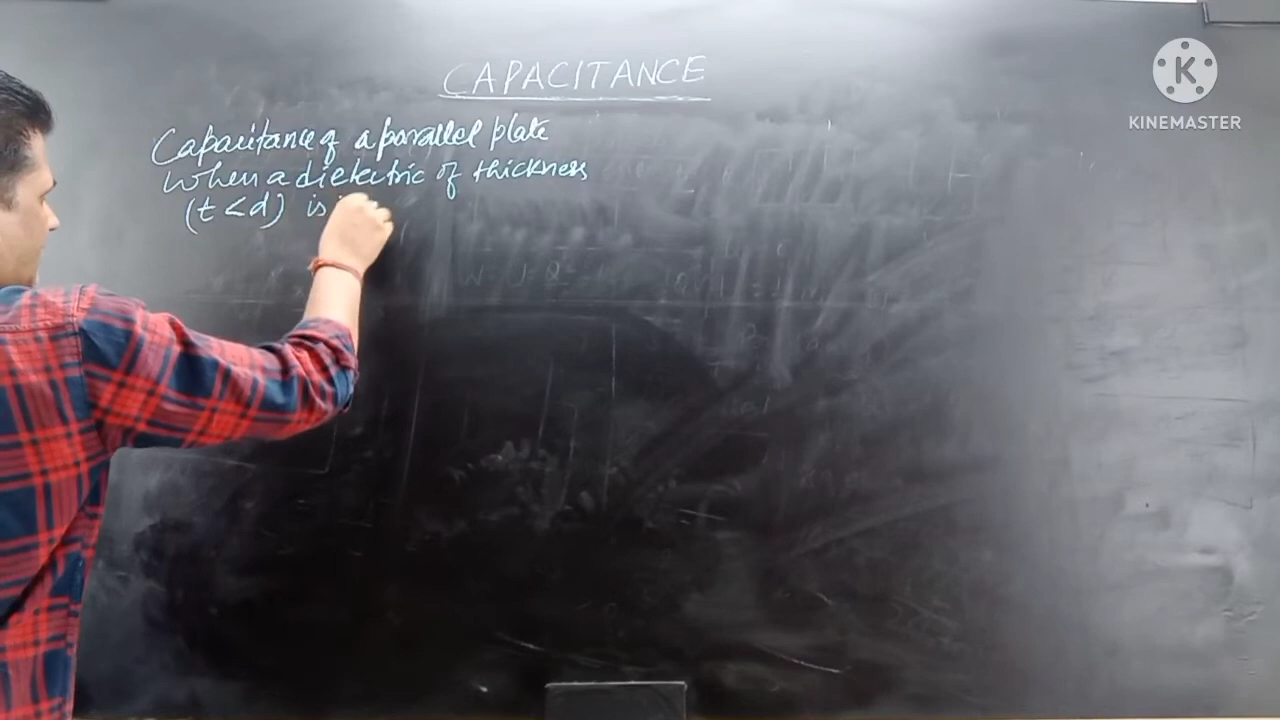 CAPACITANCE
Capacitance of a parallel plate
when a dielectric of thickness
(t < d) is
K
KINEMASTER